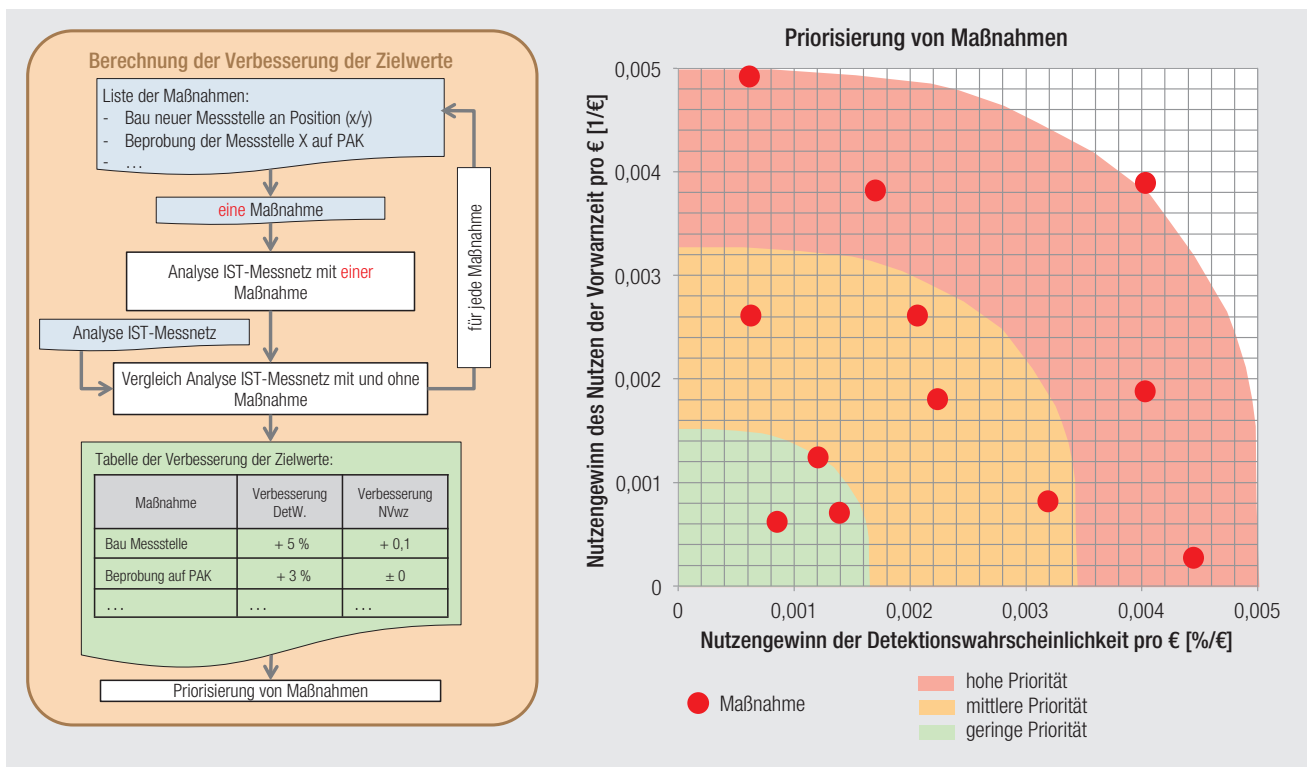 Berechnung der Verbesserung der Zielwerte
Liste der Maßnahmen:
- Bau neuer Messstelle an Position (x/y)
- Beprobung der Messstelle X auf PAK
- ...
eine Maßnahme
Analyse IST-Messnetz mit einer
Maßnahme
für jede Maßnahme
Analyse IST-Messnetz
Vergleich Analyse IST-Messnetz mit und ohne
Maßnahme
Tabelle der Verbesserung der Zielwerte:
Maßnahme
Verbesserung
DetW.
Verbesserung
NVwz
Bau Messstelle
+ 5 %
+ 0,1
Beprobung auf PAK
+ 3 %
± 0
...
...
...
Priorisierung von Maßnahmen
Priorisierung von Maßnahmen
Nutzengewinn des Nutzen der Vorwarnzeit pro € [1/€]
0,005
0,004
0,003
0,002
0,001
0
0
0,001
0,002
0,003
0,004
0,005
Nutzengewinn der Detektionswahrscheinlichkeit pro € [%/€]
Maßnahme
hohe Priorität
mittlere Priorität
geringe Priorität